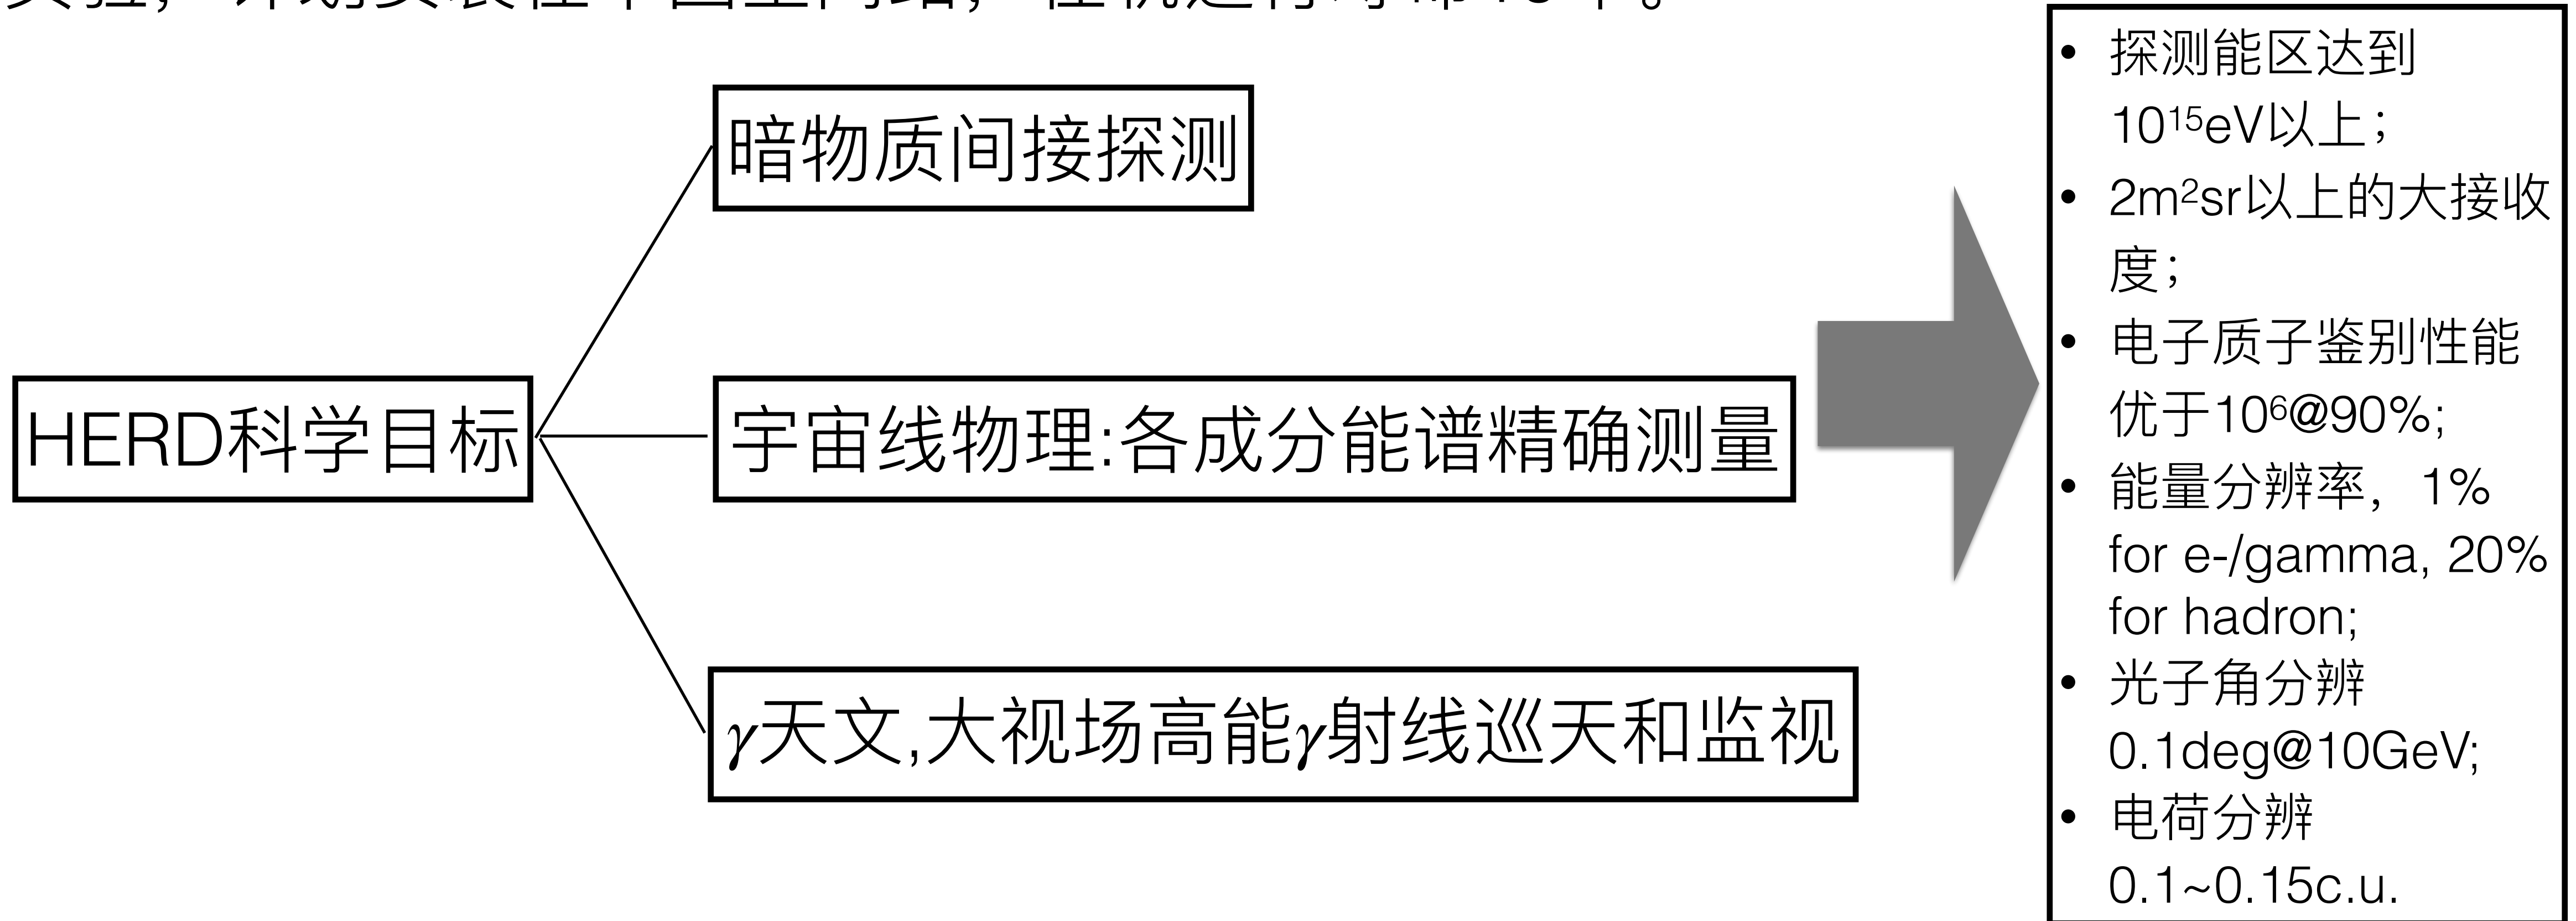 暗物质间接探测
HERD科学目标
宇宙线物理:各成分能谱精确测量
γ天文,大视场高能γ射线巡天和监视
• 探测能区达到
10¹⁵eV以上;
• 2m²sr以上的大接收
度;
• 电子质子鉴别性能
优于10⁶@90%;
• 能量分辨率，1%
for e-/gamma, 20%
for hadron;
• 光子角分辨
0.1deg@10GeV;
• 电荷分辨
0.1~0.15c.u.